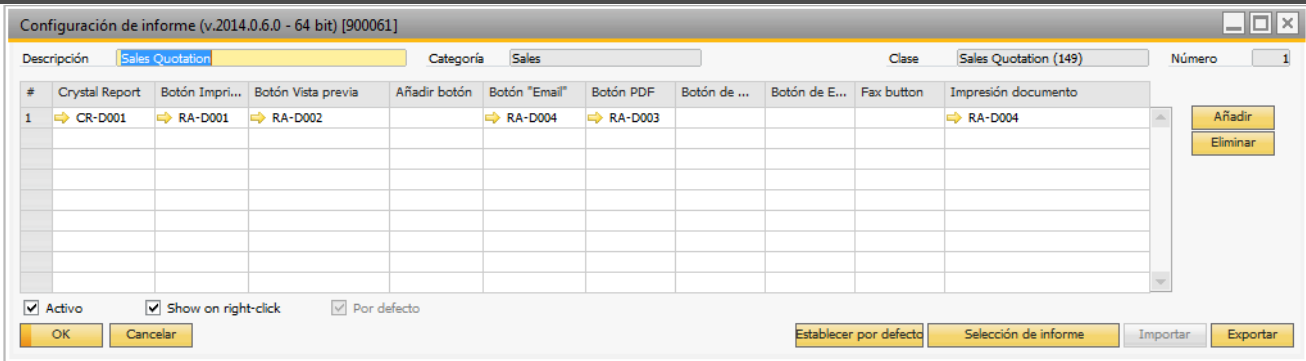 Configuración de informe (v.2014.0.6.0 - 64 bit) [900061]
Descripción Sales Quotation Categoría Sales Clase Sales Quotation (149) Número 1
# Crystal Report Botón Impri... Botón Vista previa Añadir botón Botón "Email" Botón PDF Botón de ... Botón de E... Fax button Impresión documento
1 CR-D001 RA-D001 RA-D002 RA-D004 RA-D003 RA-D004
Añadir
Eliminar
Activo Show on right-click Por defecto
OK Cancelar Establecer por defecto Selección de informe Importar Exportar